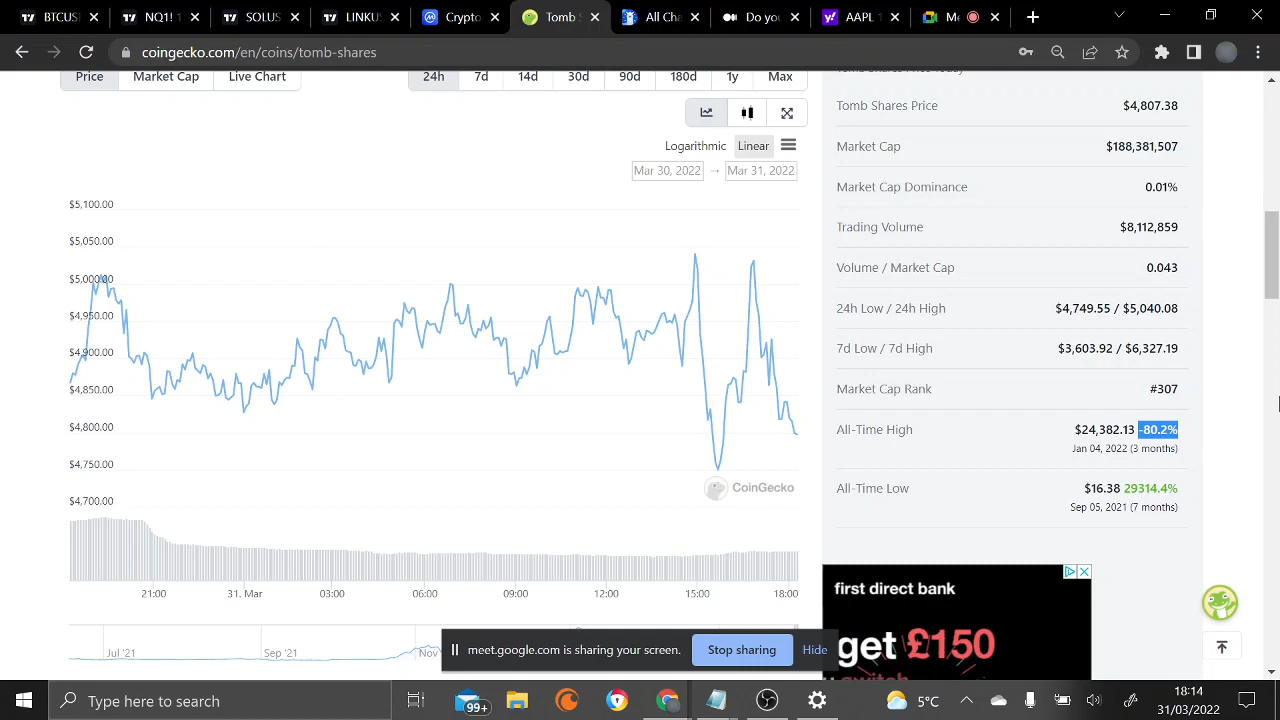 BTCUS
NQ1! 1
SOLUS
LINKUS
Crypto
Tomb S
All Cha
Do you
AAPL 1
Me
coingecko.com/en/coins/tomb-shares
Price Market Cap Live Chart
24h 7d 14d 30d 90d 180d 1y Max
Logarithmic Linear
Mar 30, 2022 → Mar 31, 2022
$5,100.00
$5,050.00
$5,000.00
$4,950.00
$4,900.00
$4,850.00
$4,800.00
$4,750.00
$4,700.00
CoinGecko
21:00 31. Mar 03:00 06:00 09:00 12:00 15:00 18:00
Jul '21 Sep '21 Nov
Tomb Shares Price Today
Tomb Shares Price $4,807.38
Market Cap $188,381,507
Market Cap Dominance 0.01%
Trading Volume $8,112,859
Volume / Market Cap 0.043
24h Low / 24h High $4,749.55 / $5,040.08
7d Low / 7d High $3,603.92 / $6,327.19
Market Cap Rank #307
All-Time High $24,382.13 -80.2%
Jan 04, 2022 (3 months)
All-Time Low $16.38 29314.4%
Sep 05, 2021 (7 months)
first direct bank
get £150
switch
meet.google.com is sharing your screen. Stop sharing Hide
Type here to search
99+
5°C
18:14
31/03/2022